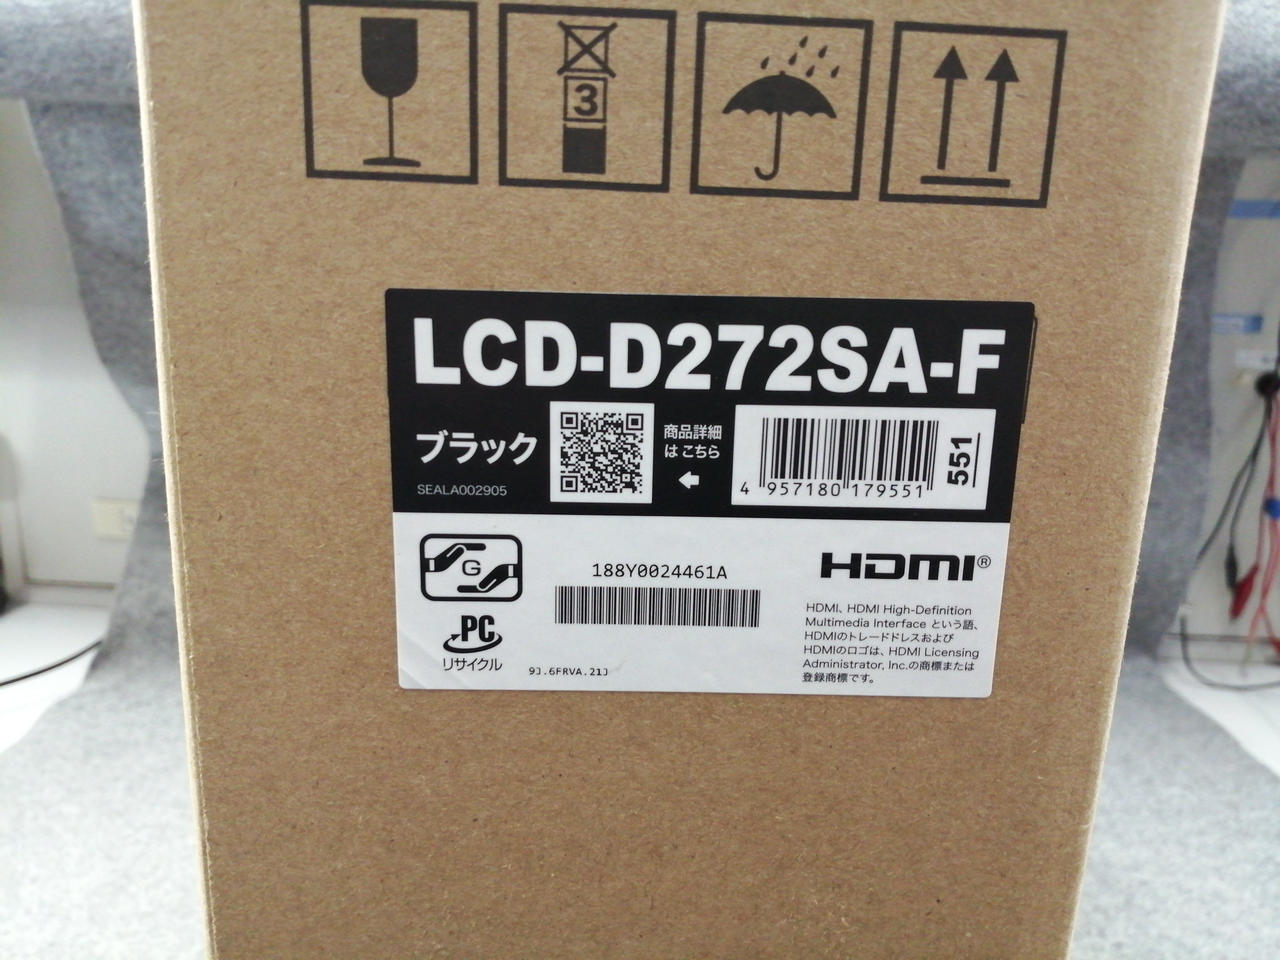 3
LCD-D272SA-F
ブラック
SEALA002905
商品詳細
は こちら
4 957180 179551
551
G
188Y0024461A
PC
リサイクル
9J.6FRVA.21J
HDMI®
HDMI、HDMI High-Definition
Multimedia Interface という語、
HDMIのトレードドレスおよび
HDMIのロゴは、HDMI Licensing
Administrator, Inc.の商標または
登録商標です。